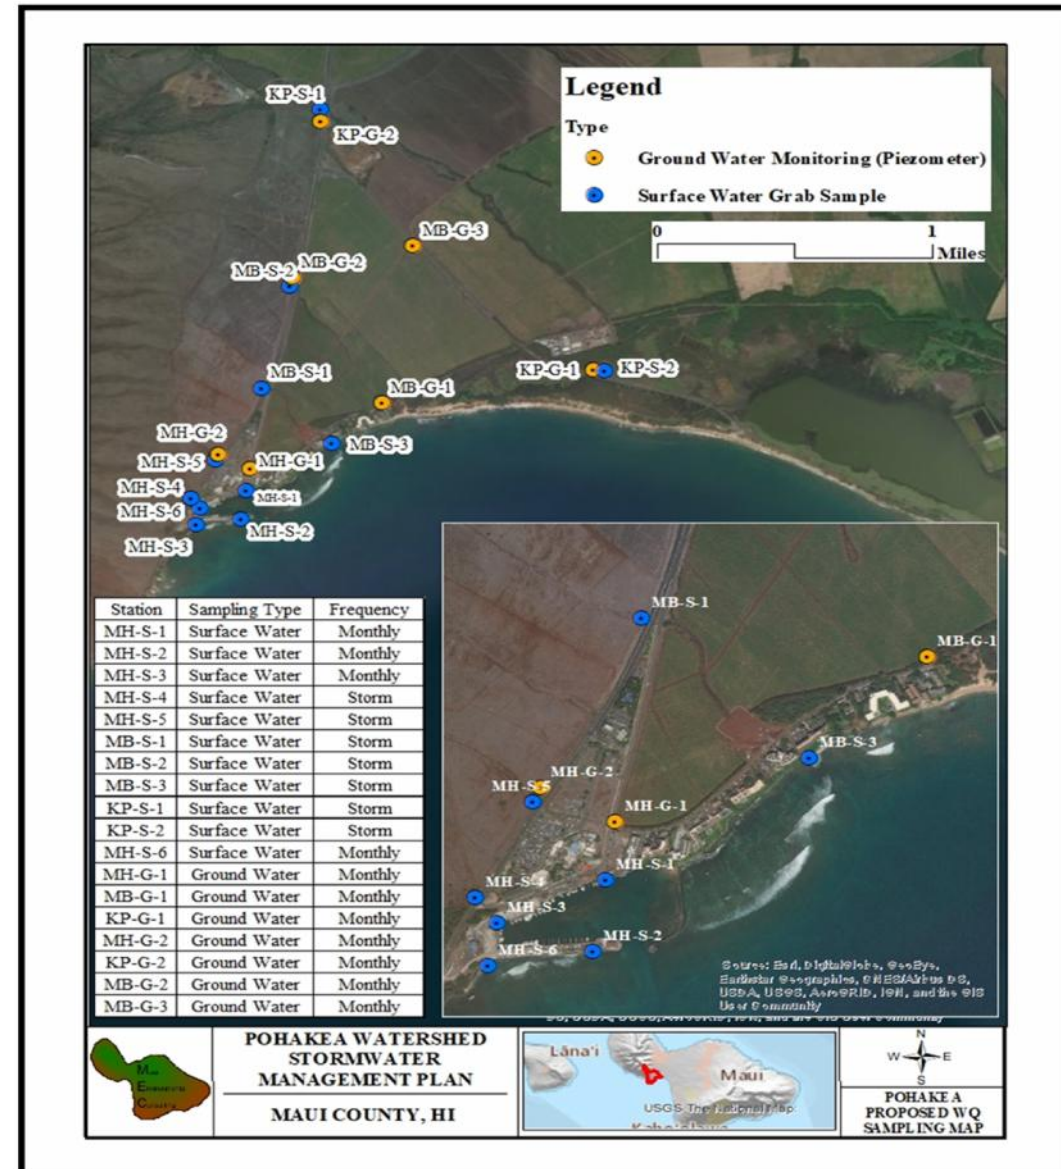 KP-S-1
KP-G-2
Legend
Type
Ground Water Monitoring (Piezometer)
Surface Water Grab Sample
0 1
Miles
MB-G-3
MB-G-2
MB-S-2
KP-G-1 KP-S-2
MB-S-1
MB-G-1
MH-G-2
MB-S-3
MH-S-5
MH-G-1
MH-S-4
MH-S-1
MH-S-6
MH-S-2
MH-S-3
MB-S-1
MB-G-1
MB-S-3
MH-G-2
MH-S-5
MH-G-1
MH-S-1
MH-S-4
MH-S-3
MH-S-2
MH-S-6
Source: Esri, DigitalGlobe, GeoEye,
Earthstar Geographics, CNES/Airbus DS,
USDA, USGS, AeroGRID, IGN, and the GIS
User Community
Station Sampling Type Frequency
MH-S-1 Surface Water Monthly
MH-S-2 Surface Water Monthly
MH-S-3 Surface Water Monthly
MH-S-4 Surface Water Storm
MH-S-5 Surface Water Storm
MB-S-1 Surface Water Storm
MB-S-2 Surface Water Storm
MB-S-3 Surface Water Storm
KP-S-1 Surface Water Storm
KP-S-2 Surface Water Storm
MH-S-6 Surface Water Monthly
MH-G-1 Ground Water Monthly
MB-G-1 Ground Water Monthly
KP-G-1 Ground Water Monthly
MH-G-2 Ground Water Monthly
KP-G-2 Ground Water Monthly
MB-G-2 Ground Water Monthly
MB-G-3 Ground Water Monthly
POHAKEA WATERSHED
STORMWATER
MANAGEMENT PLAN
MAUI COUNTY, HI
Lāna'i
Maui
USGS The National Map:
N
W E
S
POHAKEA
PROPOSED WQ
SAMPLING MAP